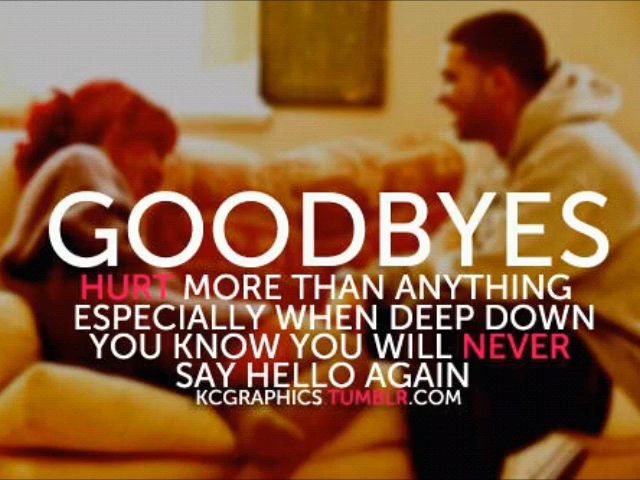 GOODBYES
HURT MORE THAN ANYTHING
ESPECIALLY WHEN DEEP DOWN
YOU KNOW YOU WILL NEVER
SAY HELLO AGAIN
KCGRAPHICS.TUMBLR.COM